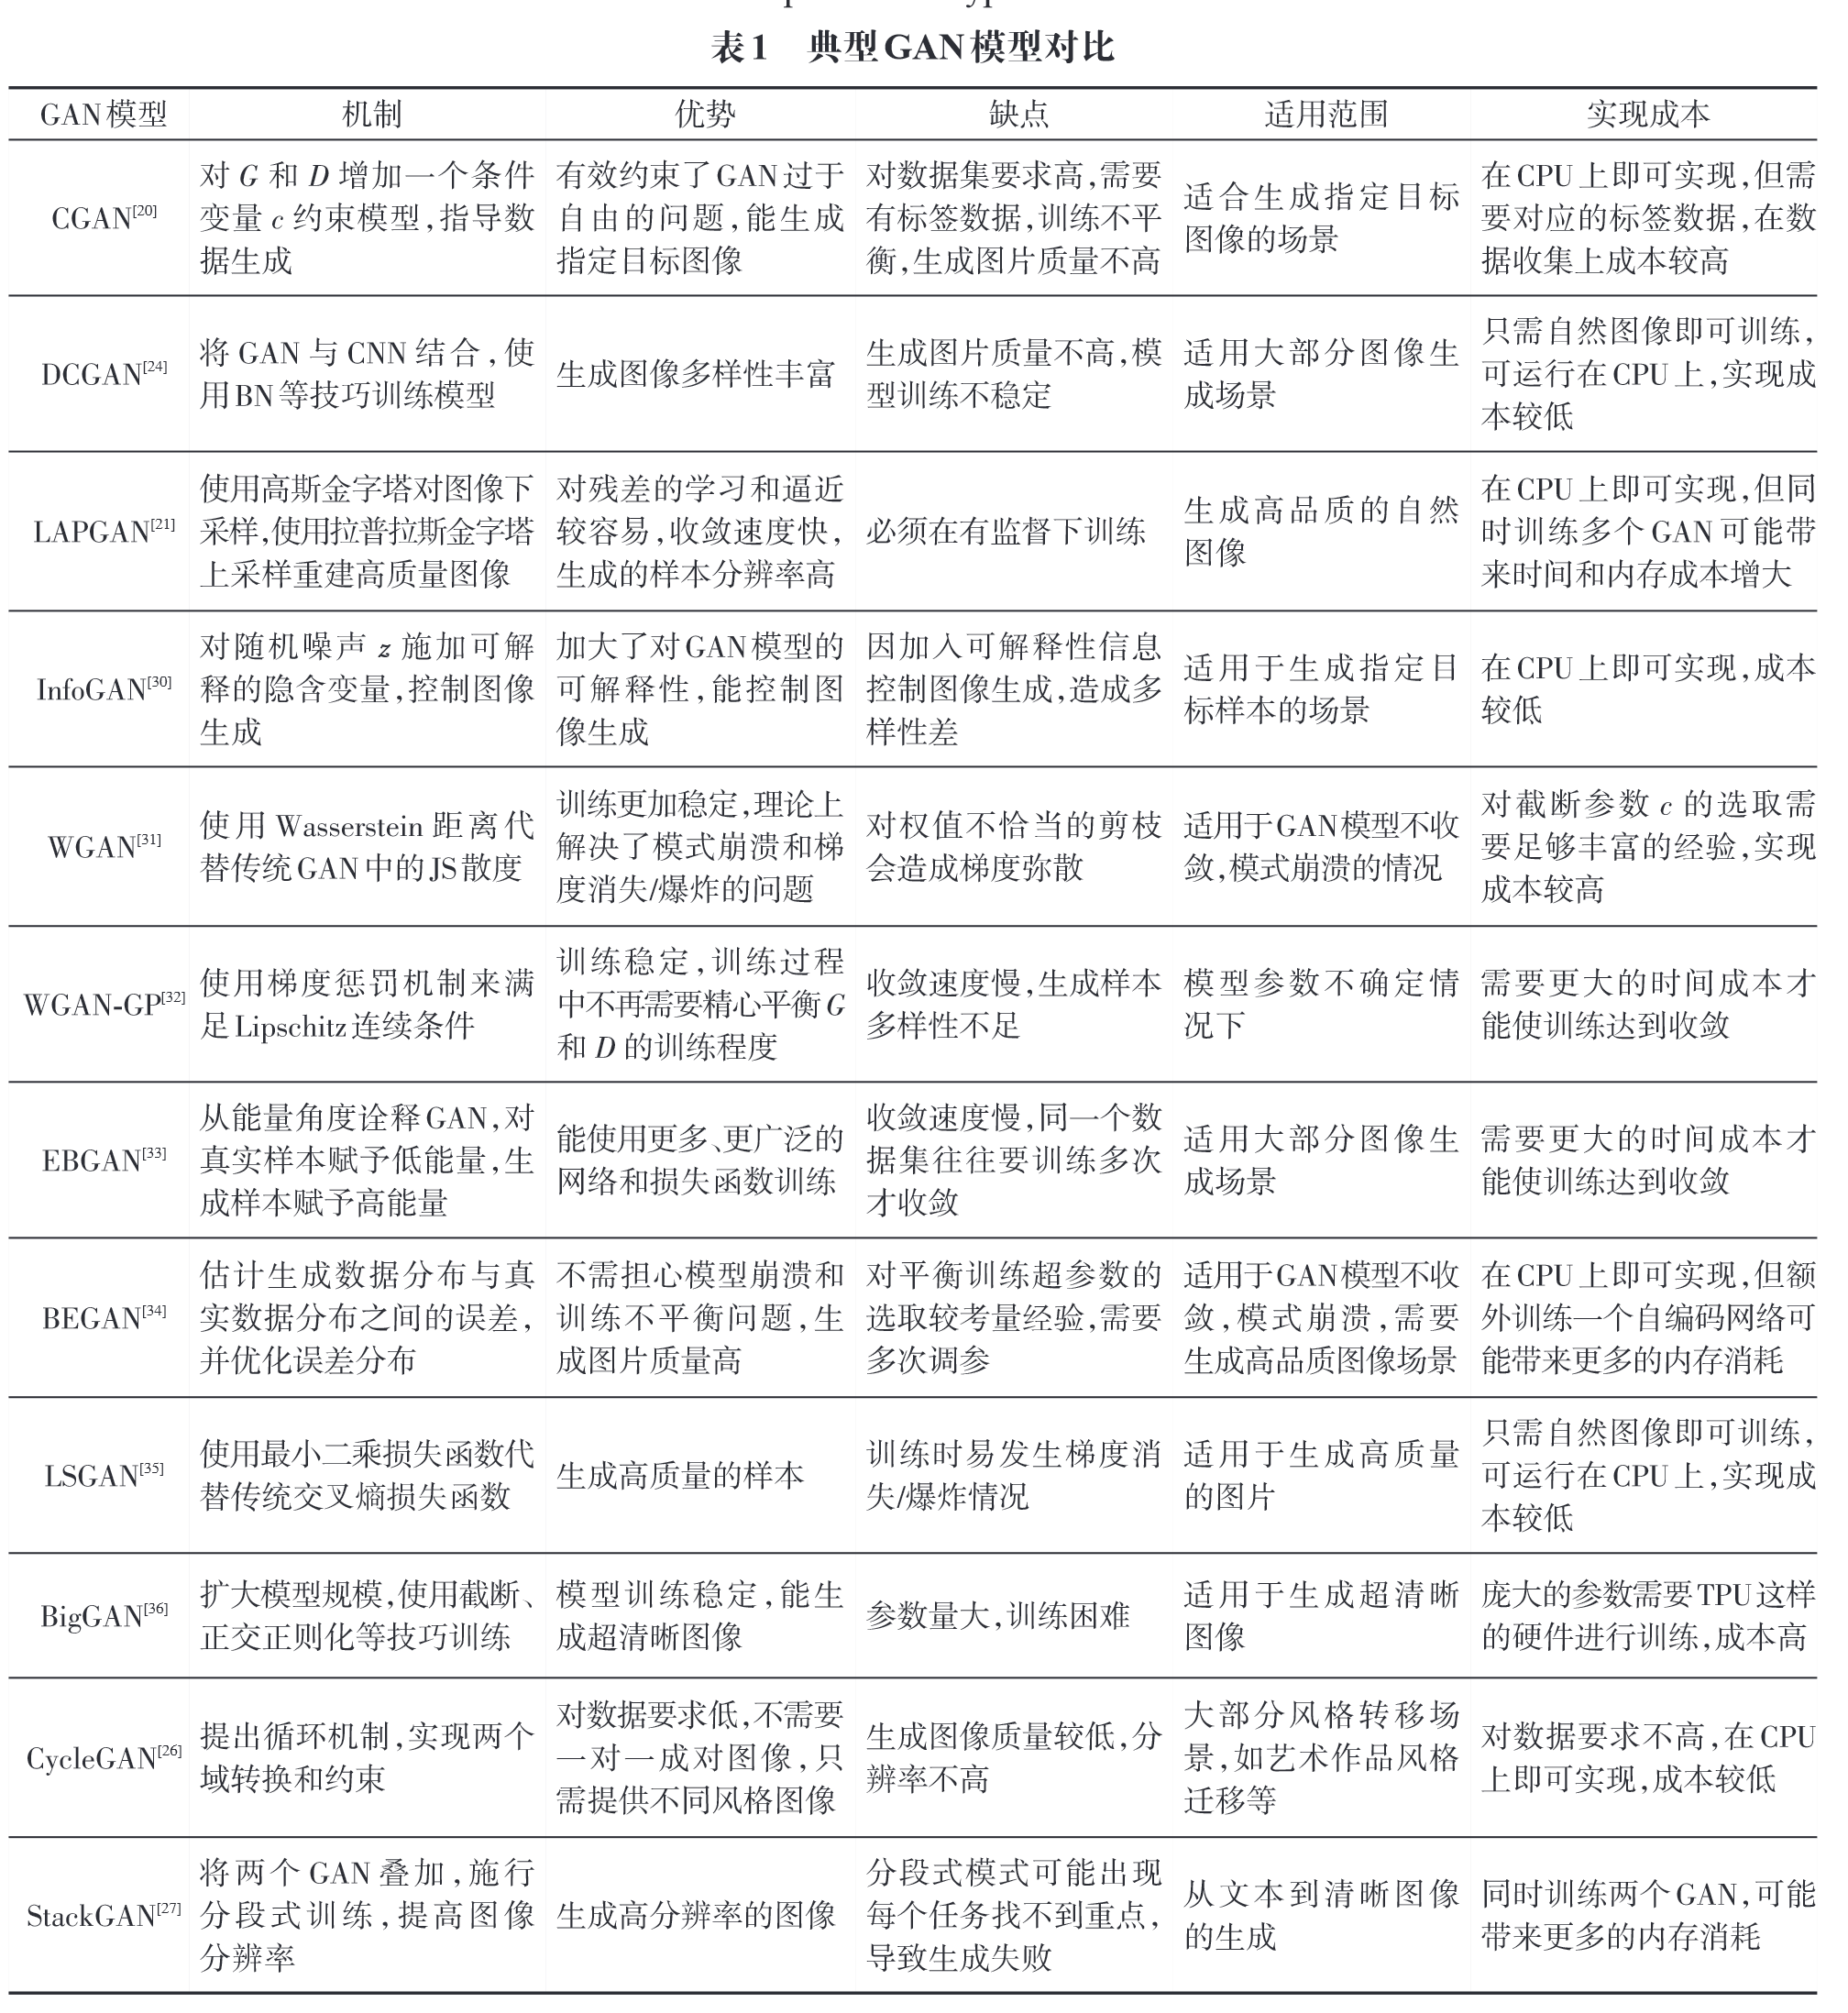 表1 典型GAN模型对比
GAN模型 机制 优势 缺点 适用范围 实现成本
CGAN[20]
对 G 和 D 增加一个条件
变量 c 约束模型,指导数
据生成
有效约束了GAN过于
自由的问题,能生成
指定目标图像
对数据集要求高,需要
有标签数据,训练不平
衡,生成图片质量不高
适合生成指定目标
图像的场景
在CPU上即可实现,但需
要对应的标签数据,在数
据收集上成本较高
DCGAN[24]
将 GAN 与 CNN 结合,使
用BN等技巧训练模型
生成图像多样性丰富
生成图片质量不高,模
型训练不稳定
适用大部分图像生
成场景
只需自然图像即可训练,
可运行在CPU上,实现成
本较低
LAPGAN[21]
使用高斯金字塔对图像下
采样,使用拉普拉斯金字塔
上采样重建高质量图像
对残差的学习和逼近
较容易,收敛速度快,
生成的样本分辨率高
必须在有监督下训练
生成高品质的自然
图像
在CPU上即可实现,但同
时训练多个GAN可能带
来时间和内存成本增大
InfoGAN[30]
对随机噪声 z 施加可解
释的隐含变量,控制图像
生成
加大了对GAN模型的
可解释性,能控制图
像生成
因加入可解释性信息
控制图像生成,造成多
样性差
适用于生成指定目
标样本的场景
在CPU上即可实现,成本
较低
WGAN[31]
使用 Wasserstein 距离代
替传统GAN中的JS散度
训练更加稳定,理论上
解决了模式崩溃和梯
度消失/爆炸的问题
对权值不恰当的剪枝
会造成梯度弥散
适用于GAN模型不收
敛,模式崩溃的情况
对截断参数 c 的选取需
要足够丰富的经验,实现
成本较高
WGAN-GP[32]
使用梯度惩罚机制来满
足Lipschitz连续条件
训练稳定,训练过程
中不再需要精心平衡G
和 D 的训练程度
收敛速度慢,生成样本
多样性不足
模型参数不确定情
况下
需要更大的时间成本才
能使训练达到收敛
EBGAN[33]
从能量角度诠释GAN,对
真实样本赋予低能量,生
成样本赋予高能量
能使用更多、更广泛的
网络和损失函数训练
收敛速度慢,同一个数
据集往往要训练多次
才收敛
适用大部分图像生
成场景
需要更大的时间成本才
能使训练达到收敛
BEGAN[34]
估计生成数据分布与真
实数据分布之间的误差,
并优化误差分布
不需担心模型崩溃和
训练不平衡问题,生
成图片质量高
对平衡训练超参数的
选取较考量经验,需要
多次调参
适用于GAN模型不收
敛,模式崩溃,需要
生成高品质图像场景
在CPU上即可实现,但额
外训练一个自编码网络可
能带来更多的内存消耗
LSGAN[35]
使用最小二乘损失函数代
替传统交叉熵损失函数
生成高质量的样本
训练时易发生梯度消
失/爆炸情况
适用于生成高质量
的图片
只需自然图像即可训练,
可运行在CPU上,实现成
本较低
BigGAN[36]
扩大模型规模,使用截断、
正交正则化等技巧训练
模型训练稳定,能生
成超清晰图像
参数量大,训练困难
适用于生成超清晰
图像
庞大的参数需要TPU这样
的硬件进行训练,成本高
CycleGAN[26]
提出循环机制,实现两个
域转换和约束
对数据要求低,不需要
一对一成对图像,只
需提供不同风格图像
生成图像质量较低,分
辨率不高
大部分风格转移场
景,如艺术作品风格
迁移等
对数据要求不高,在CPU
上即可实现,成本较低
StackGAN[27]
将两个 GAN 叠加,施行
分段式训练,提高图像
分辨率
生成高分辨率的图像
分段式模式可能出现
每个任务找不到重点,
导致生成失败
从文本到清晰图像
的生成
同时训练两个GAN,可能
带来更多的内存消耗